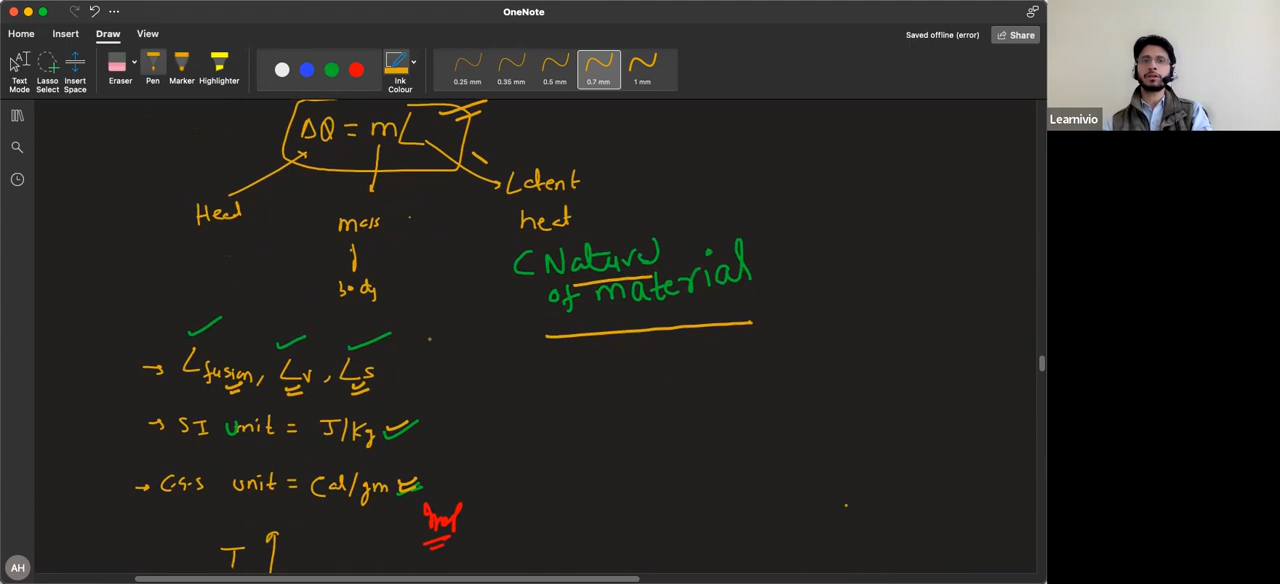 OneNote
Home Insert Draw View
Saved offline (error) Share
Text Mode Lasso Select Insert Space Eraser Pen Marker Highlighter Ink Colour 0.25 mm 0.35 mm 0.5 mm 0.7 mm 1 mm
Learnivio
ΔQ = mL
Heat
mass
body
Latent
heat
(Nature)
of material
→ Lfusion, Lv, Ls
→ SI unit = J/Kg
→ C.G.S unit = Cal/gm
T ↑
AH